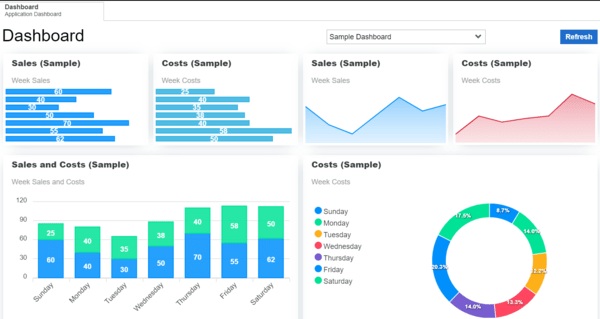 Dashboard
Application Dashboard
Dashboard
Sample Dashboard
Refresh
Sales (Sample)
Week Sales
60
40
30
50
70
55
62
Costs (Sample)
Week Costs
25
40
35
38
40
58
50
Sales (Sample)
Week Sales
Costs (Sample)
Week Costs
Sales and Costs (Sample)
Week Sales and Costs
120
90
60
30
0
25
40
35
38
40
58
50
60
40
30
50
70
55
62
Sunday
Monday
Tuesday
Wednesday
Thursday
Friday
Saturday
Costs (Sample)
Week Costs
Sunday
Monday
Tuesday
Wednesday
Thursday
Friday
Saturday
8.7%
14.0%
12.2%
13.3%
14.0%
20.3%
17.5%